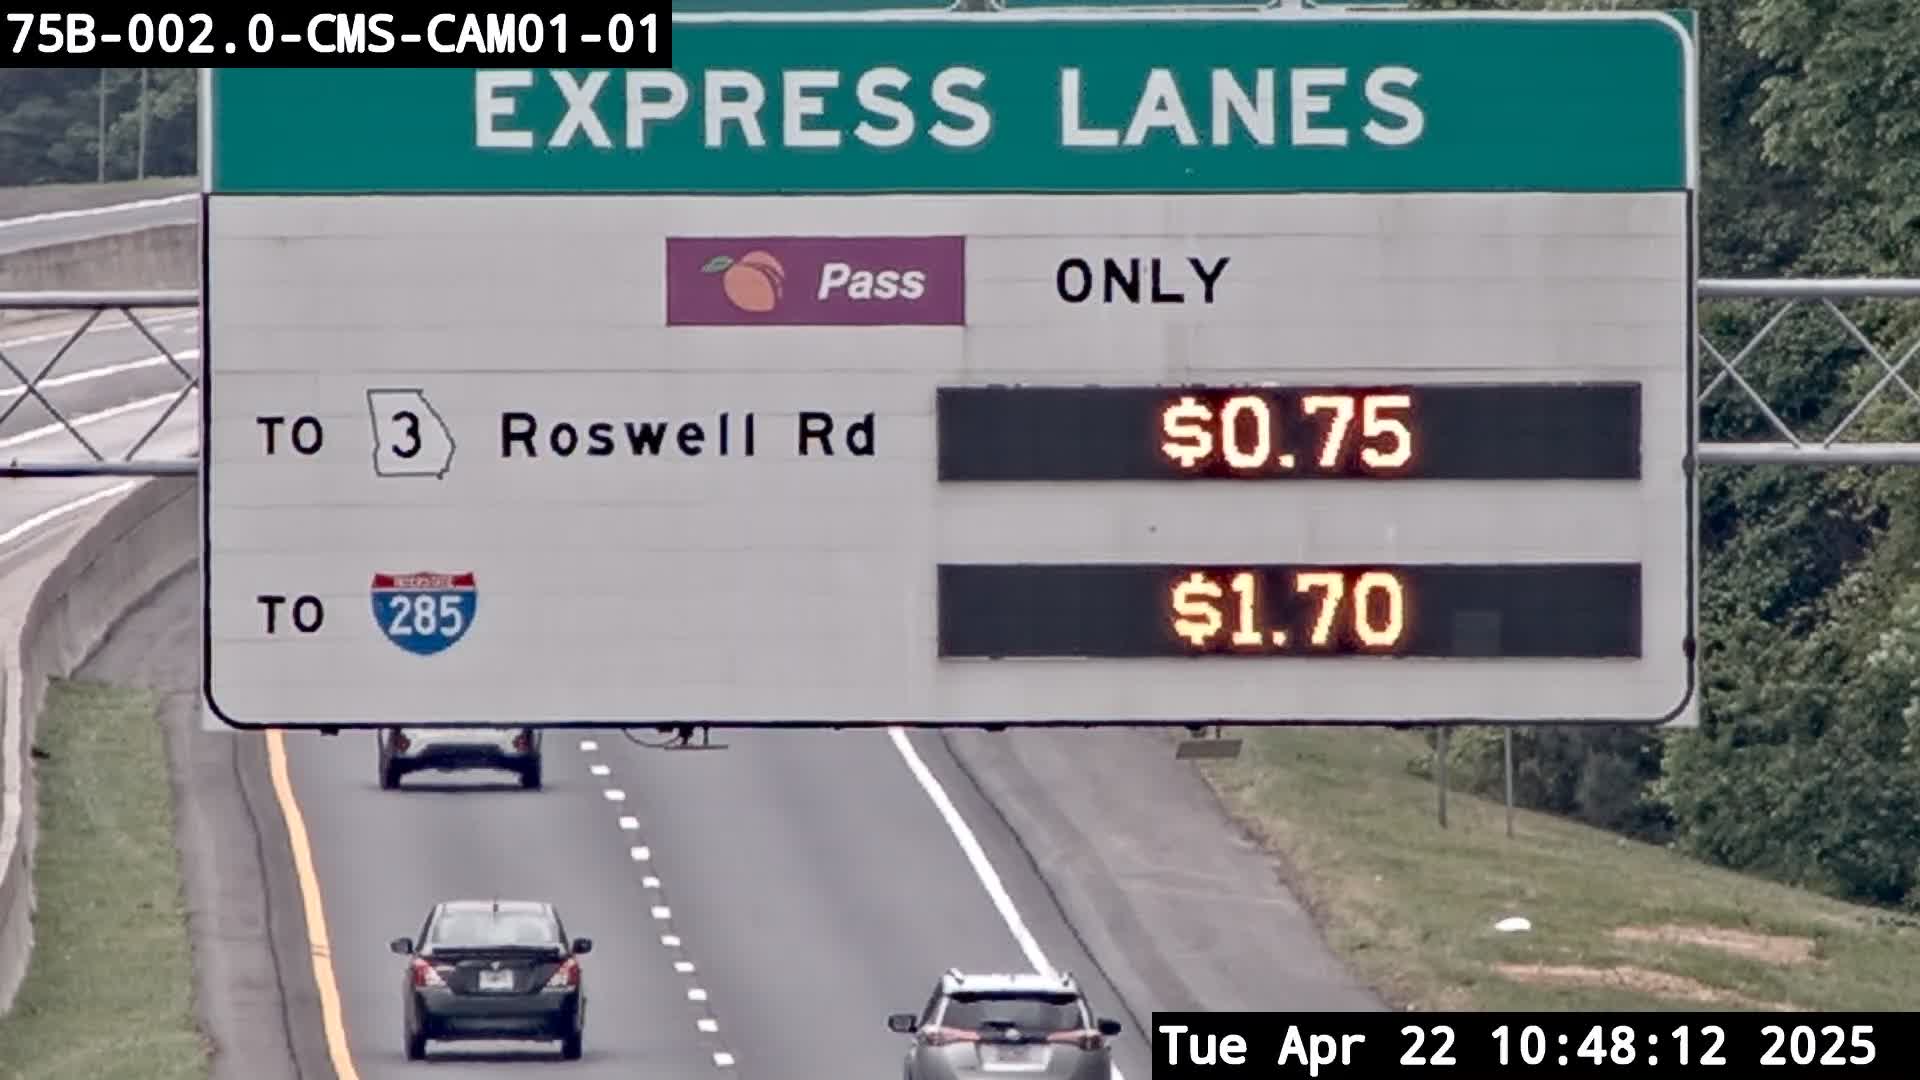 75B-002.0-CMS-CAM01-01
EXPRESS LANES
Pass ONLY
TO 3 Roswell Rd $0.75
TO 285 $1.70
Tue Apr 22 10:48:12 2025